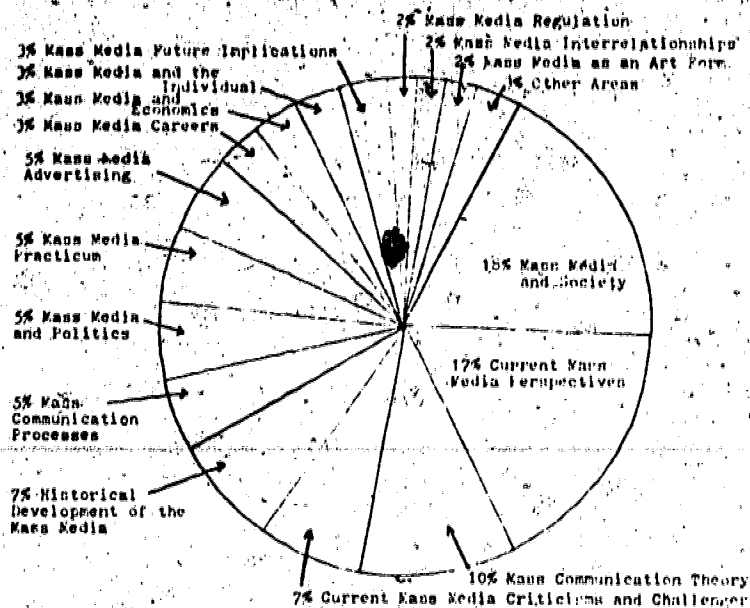 2% Mass Media Regulation
2% Mass Media Interrelationships
2% Mass Media as an Art Form
1% Other Areas
3% Mass Media Future Implications
3% Mass Media and the
Individual
3% Mass Media and
Economics
3% Mass Media Careers
5% Mass Media
Advertising
5% Mass Media
Practicum
5% Mass Media
and Politics
5% Mass
Communication
Processes
7% Historical
Development of the
Mass Media
7% Current Mass Media Criticisms and Challenges
10% Mass Communication Theory
17% Current Mass
Media Perspectives
Mass Media
and Society